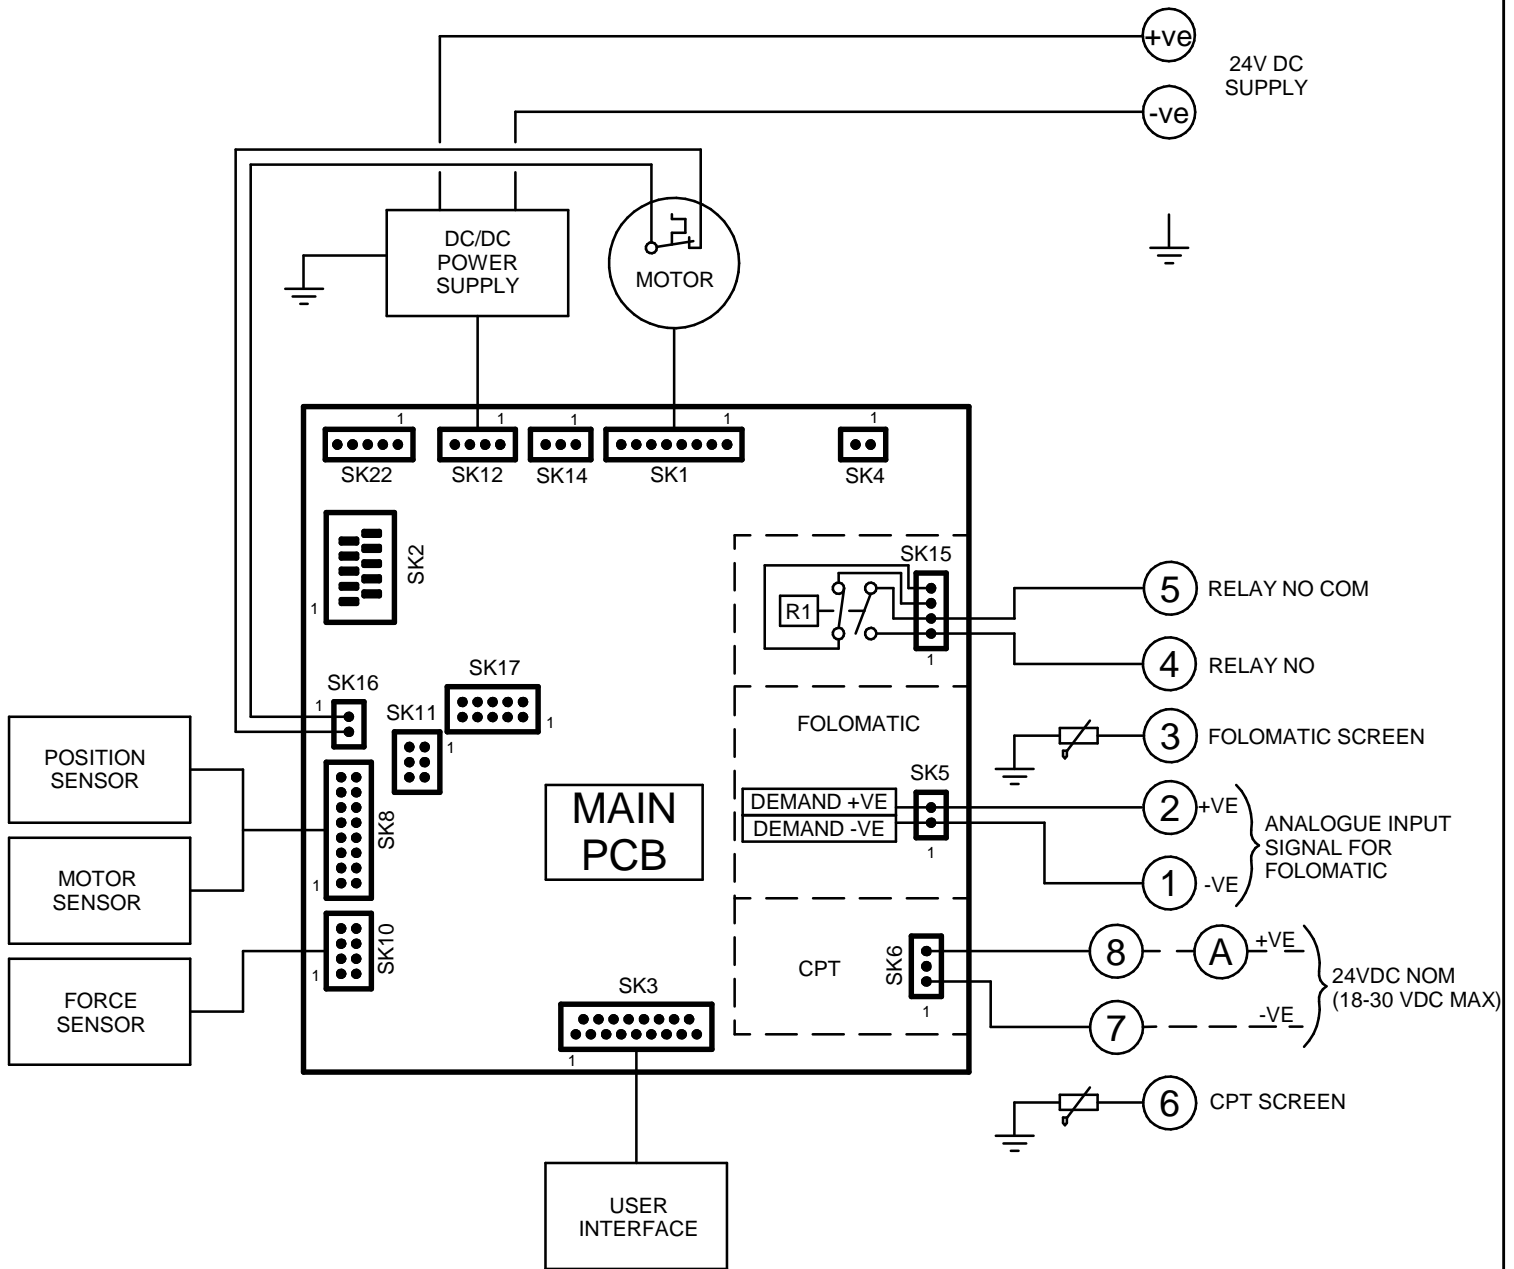 +ve
24V DC
SUPPLY
-ve
DC/DC
POWER
SUPPLY
MOTOR
1
1
1
1
1
SK22
SK12
SK14
SK1
SK4
SK2
1
SK15
R1
1
5
RELAY NO COM
4
RELAY NO
SK16
1
SK17
1
SK11
1
FOLOMATIC
3
FOLOMATIC SCREEN
POSITION
SENSOR
SK8
1
MAIN
PCB
SK5
DEMAND +VE
DEMAND -VE
1
2
+VE
1
-VE
ANALOGUE INPUT
SIGNAL FOR
FOLOMATIC
MOTOR
SENSOR
SK10
1
CPT
SK6
1
8
A
+VE
7
-VE
24VDC NOM
(18-30 VDC MAX)
FORCE
SENSOR
SK3
1
6
CPT SCREEN
USER
INTERFACE